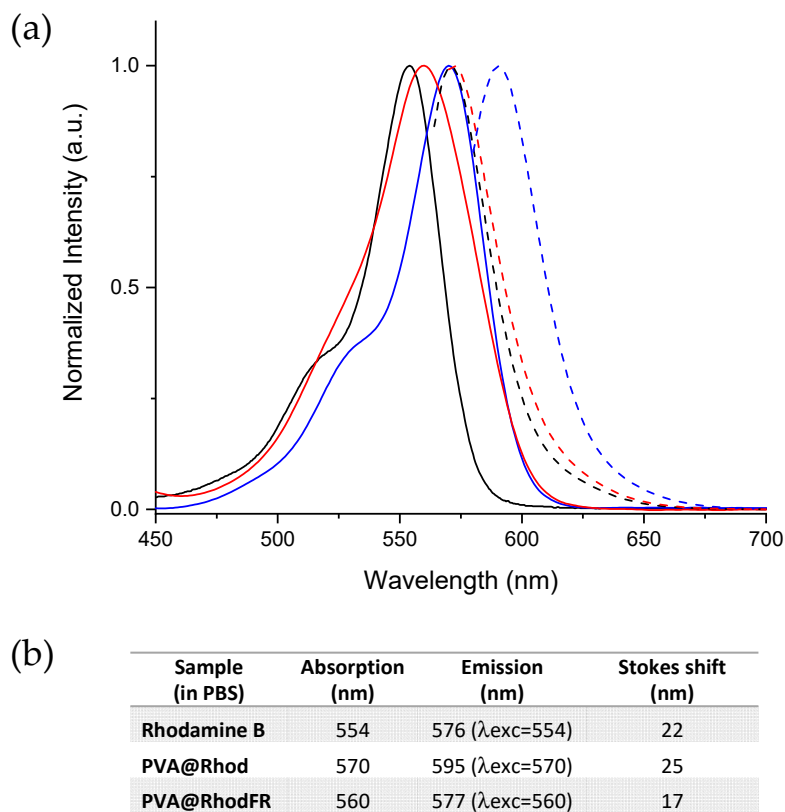 (a)
1.0
0.5
0.0
Normalized Intensity (a.u.)
450 500 550 600 650 700
Wavelength (nm)
(b)
Sample Absorption Emission Stokes shift
(in PBS) (nm) (nm) (nm)
Rhodamine B 554 576 (λexc=554) 22
PVA@Rhod 570 595 (λexc=570) 25
PVA@RhodFR 560 577 (λexc=560) 17